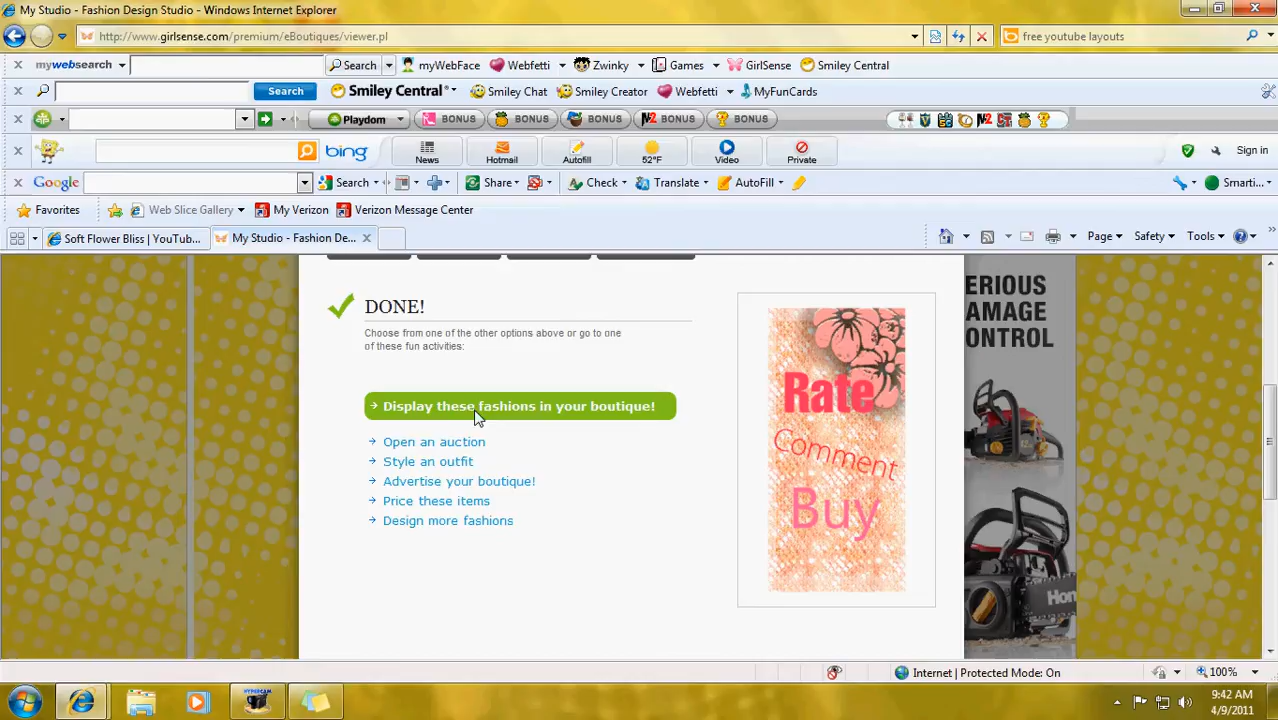 My Studio - Fashion Design Studio - Windows Internet Explorer
http://www.girlsense.com/premium/eBoutiques/viewer.pl
free youtube layouts
mywebsearch
Search
myWebFace
Webfetti
Zwinky
Games
GirlSense
Smiley Central
Search
Smiley Central
Smiley Chat
Smiley Creator
Webfetti
MyFunCards
Playdom
BONUS
BONUS
BONUS
M2 BONUS
BONUS
bing
News
Hotmail
Autofill
52°F
Video
Private
Sign in
Google
Search
Share
Check
Translate
AutoFill
Smarti...
Favorites
Web Slice Gallery
My Verizon
Verizon Message Center
Soft Flower Bliss | YouTub...
My Studio - Fashion De...
Page
Safety
Tools
DONE!
Choose from one of the other options above or go to one
of these fun activities:
Display these fashions in your boutique!
Open an auction
Style an outfit
Advertise your boutique!
Price these items
Design more fashions
Rate
Comment
Buy
ERIOUS
AMAGE
ONTROL
Hon
Internet | Protected Mode: On
100%
HYPERCAM
9:42 AM
4/9/2011